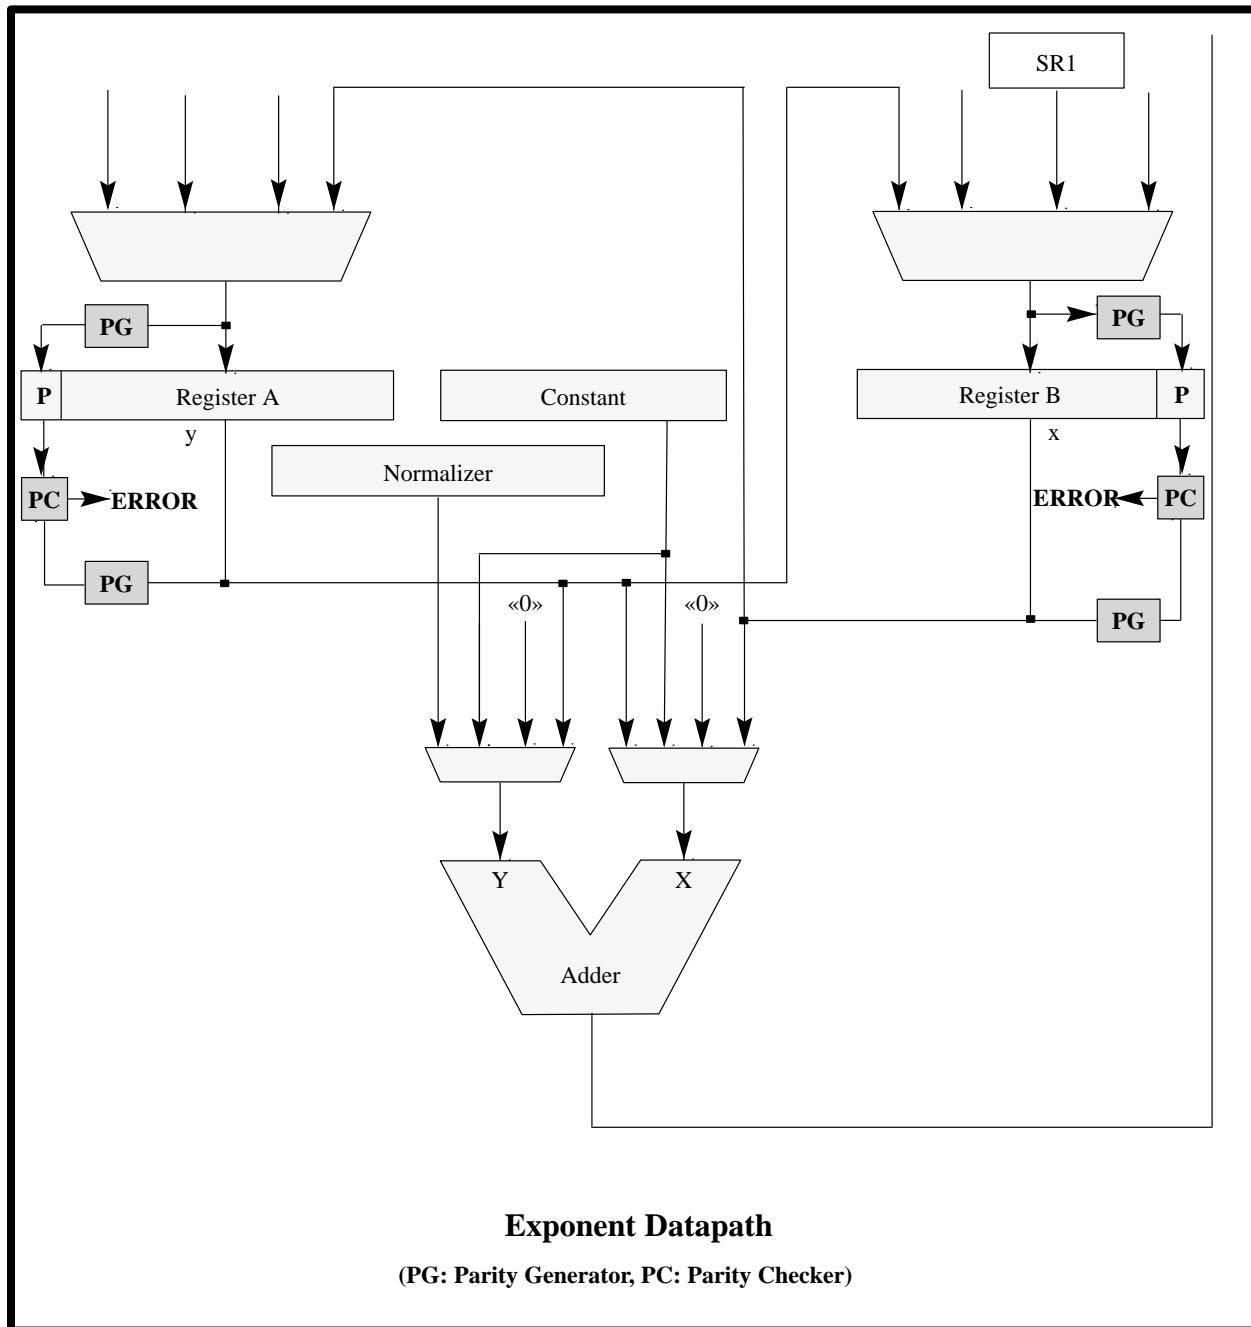 SR1
PG
PG
P
Register A
Constant
Register B
P
y
x
Normalizer
PC
ERROR
ERROR
PC
PG
«0»
«0»
PG
Y
X
Adder
Exponent Datapath
(PG: Parity Generator, PC: Parity Checker)